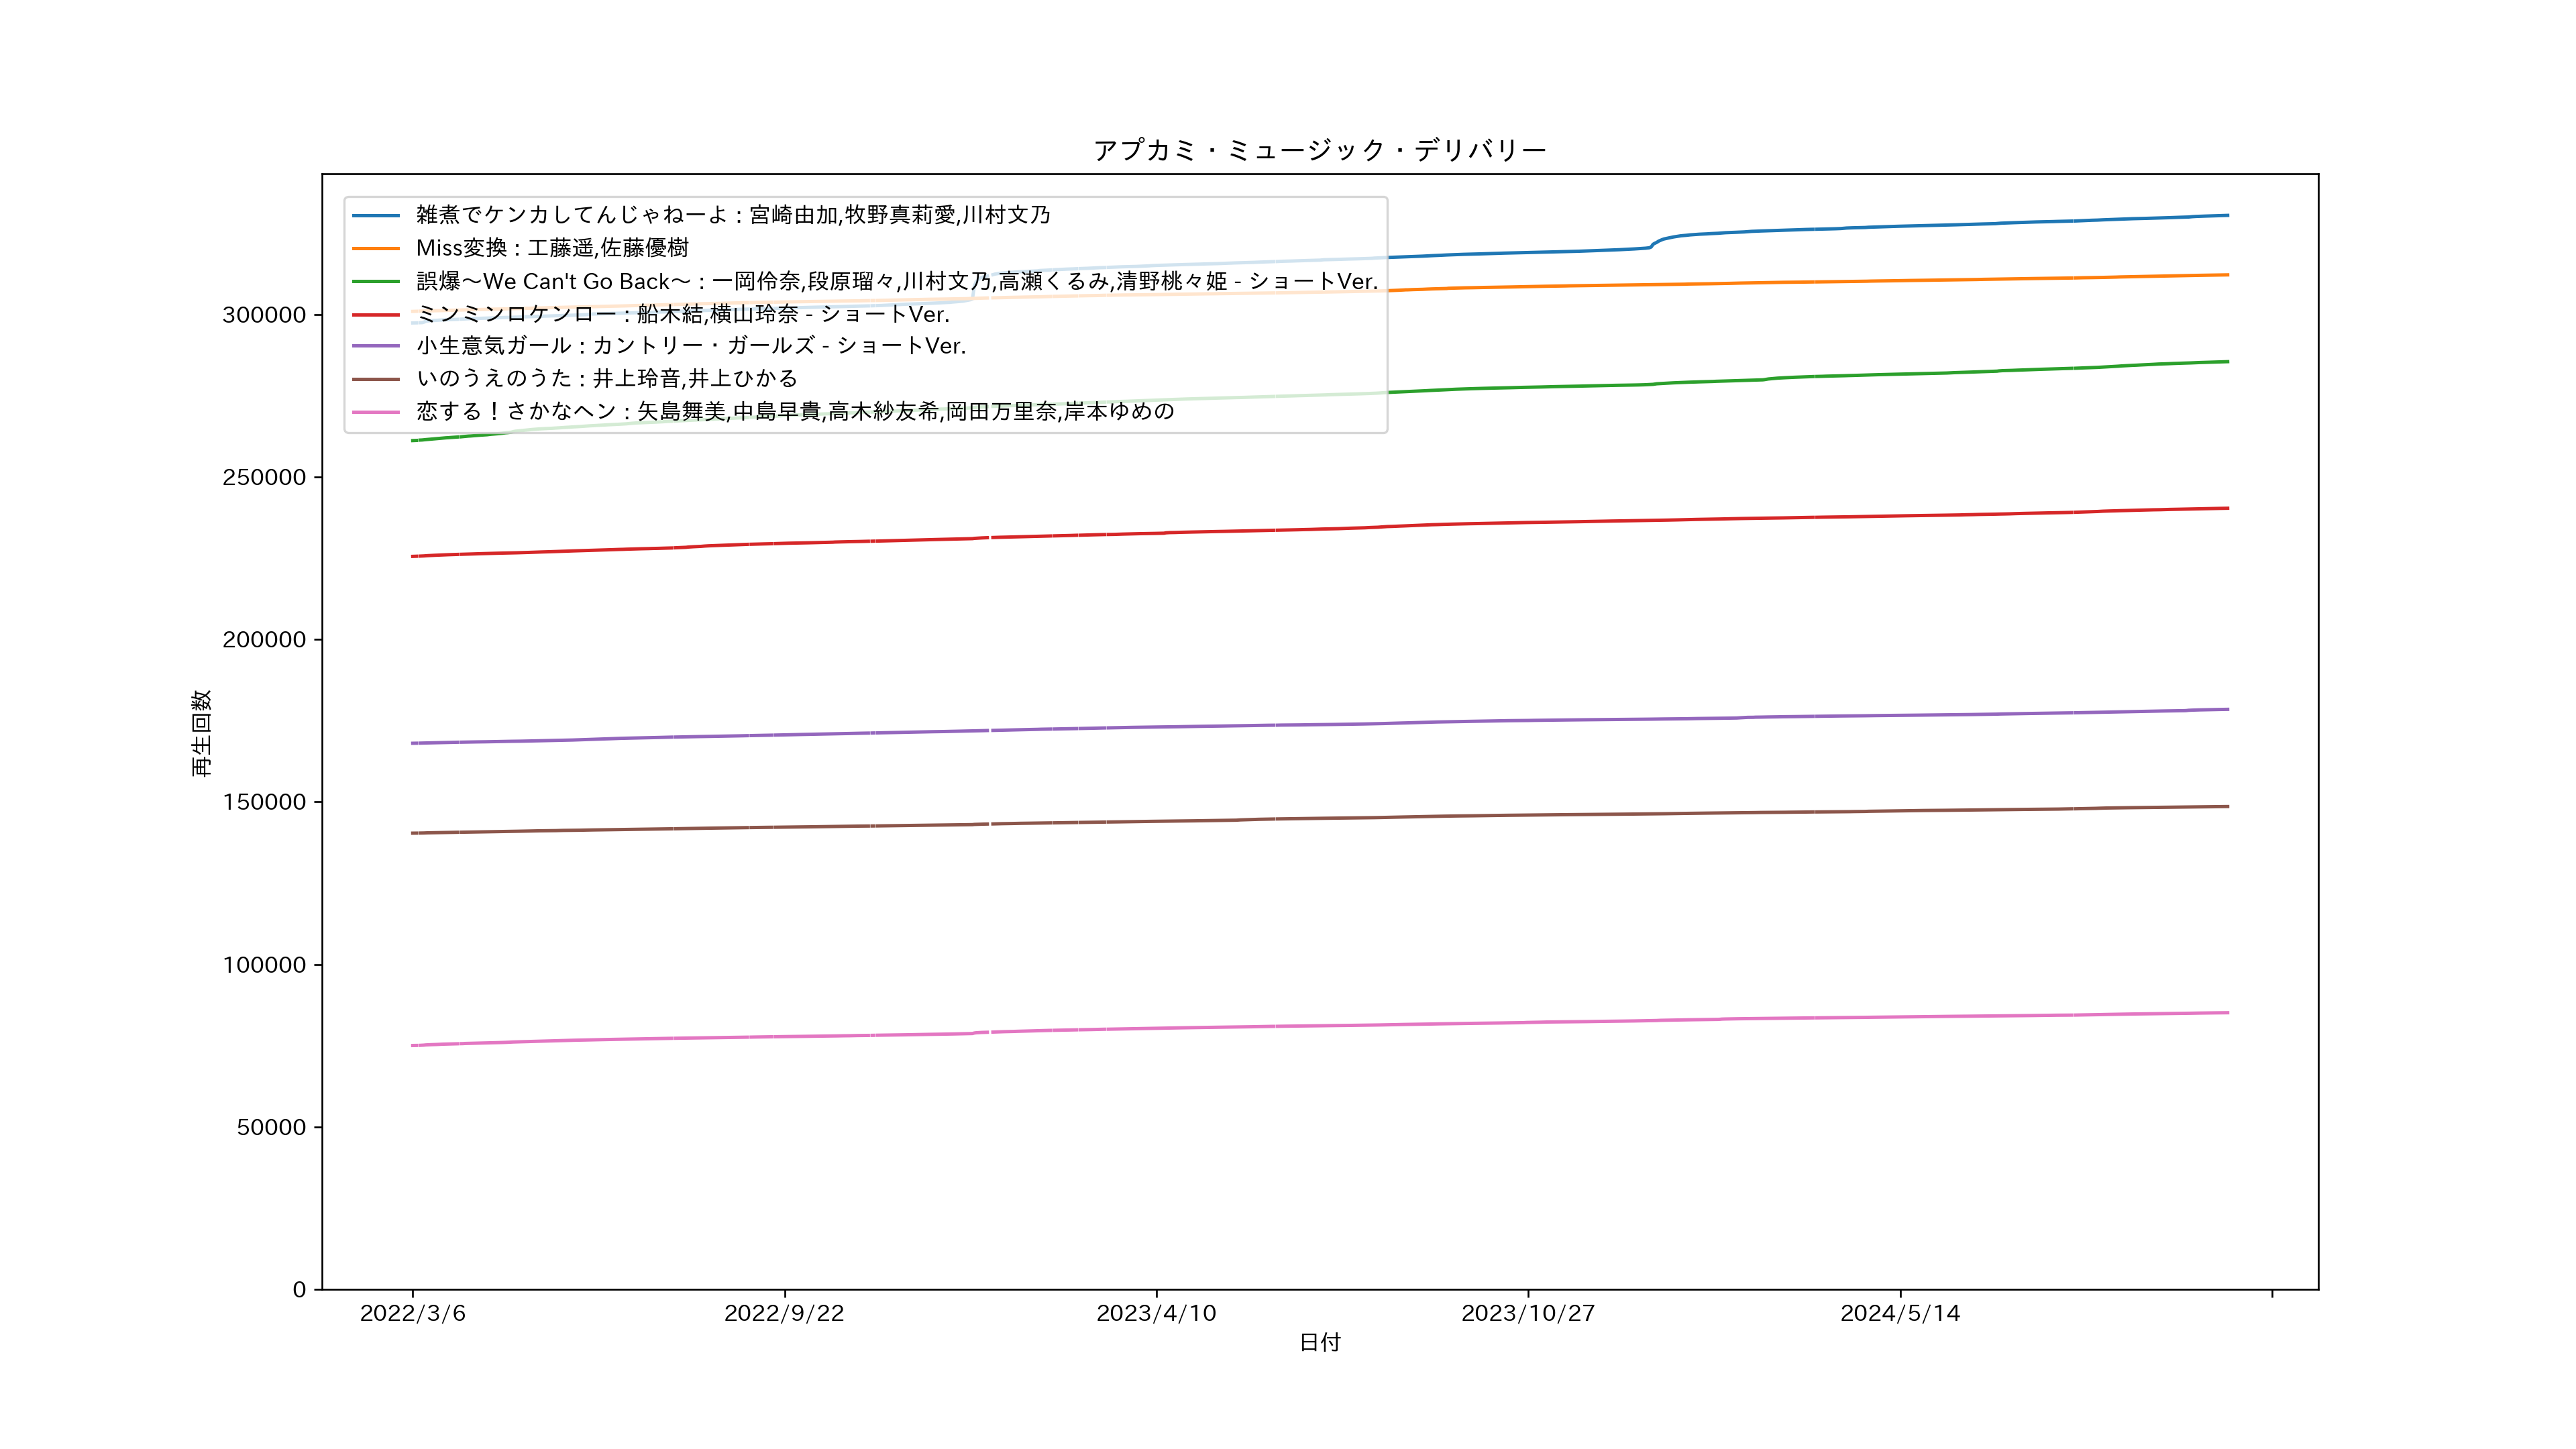 アプカミ・ミュージック・デリバリー
雑煮でケンカしてんじゃねーよ : 宮崎由加,牧野真莉愛,川村文乃
Miss変換 : 工藤遥,佐藤優樹
誤爆〜We Can't Go Back〜 : 一岡伶奈,段原瑠々,川村文乃,高瀬くるみ,清野桃々姫 - ショートVer.
ミンミンロケンロー : 船木結,横山玲奈 - ショートVer.
小生意気ガール : カントリー・ガールズ - ショートVer.
いのうえのうた : 井上玲音,井上ひかる
恋する！さかなヘン : 矢島舞美,中島早貴,高木紗友希,岡田万里奈,岸本ゆめの
300000
250000
200000
150000
100000
50000
0
再生回数
2022/3/6
2022/9/22
2023/4/10
2023/10/27
2024/5/14
日付